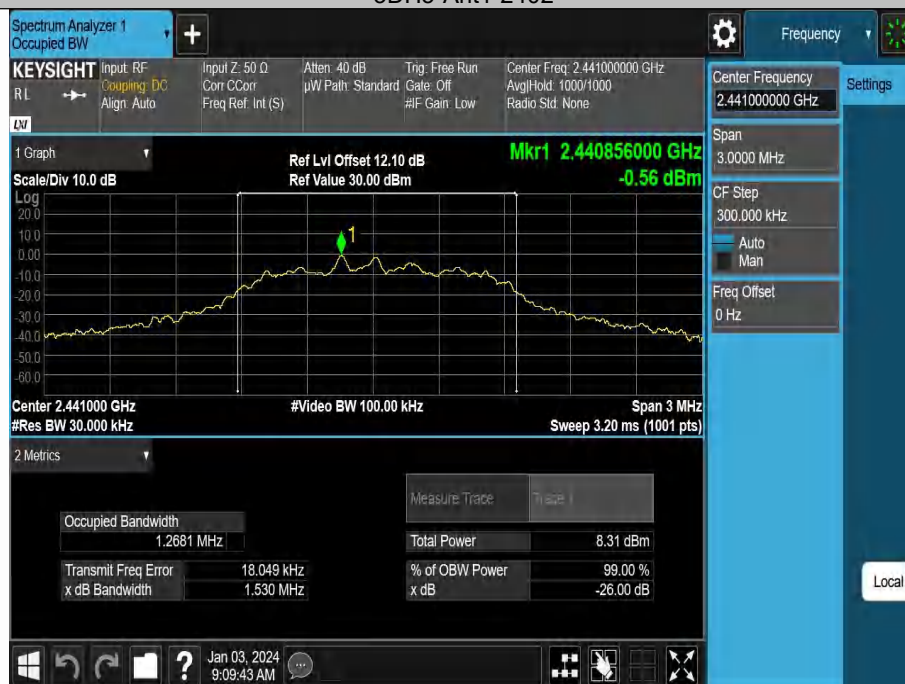 Spectrum Analyzer 1
Occupied BW
Frequency
KEYSIGHT
R L
LXI
Input: RF
Coupling: DC
Align: Auto
Input Z: 50 Ω
Corr CCorr
Freq Ref: Int (S)
Atten: 40 dB
µW Path: Standard
Trig: Free Run
Gate: Off
#IF Gain: Low
Center Freq: 2.441000000 GHz
Avg|Hold: 1000/1000
Radio Std: None
Center Frequency
2.441000000 GHz
Settings
Span
3.0000 MHz
CF Step
300.000 kHz
Auto
Man
Freq Offset
0 Hz
1 Graph
Scale/Div 10.0 dB
Ref Lvl Offset 12.10 dB
Ref Value 30.00 dBm
Mkr1 2.440856000 GHz
-0.56 dBm
Log
20.0
10.0
0.00
-10.0
-20.0
-30.0
-40.0
-50.0
-60.0
1
Center 2.441000 GHz
#Res BW 30.000 kHz
#Video BW 100.00 kHz
Span 3 MHz
Sweep 3.20 ms (1001 pts)
2 Metrics
Measure Trace
Trace 1
Occupied Bandwidth
1.2681 MHz
Total Power
8.31 dBm
Transmit Freq Error
18.049 kHz
% of OBW Power
99.00 %
x dB Bandwidth
1.530 MHz
x dB
-26.00 dB
Local
?
Jan 03, 2024
9:09:43 AM